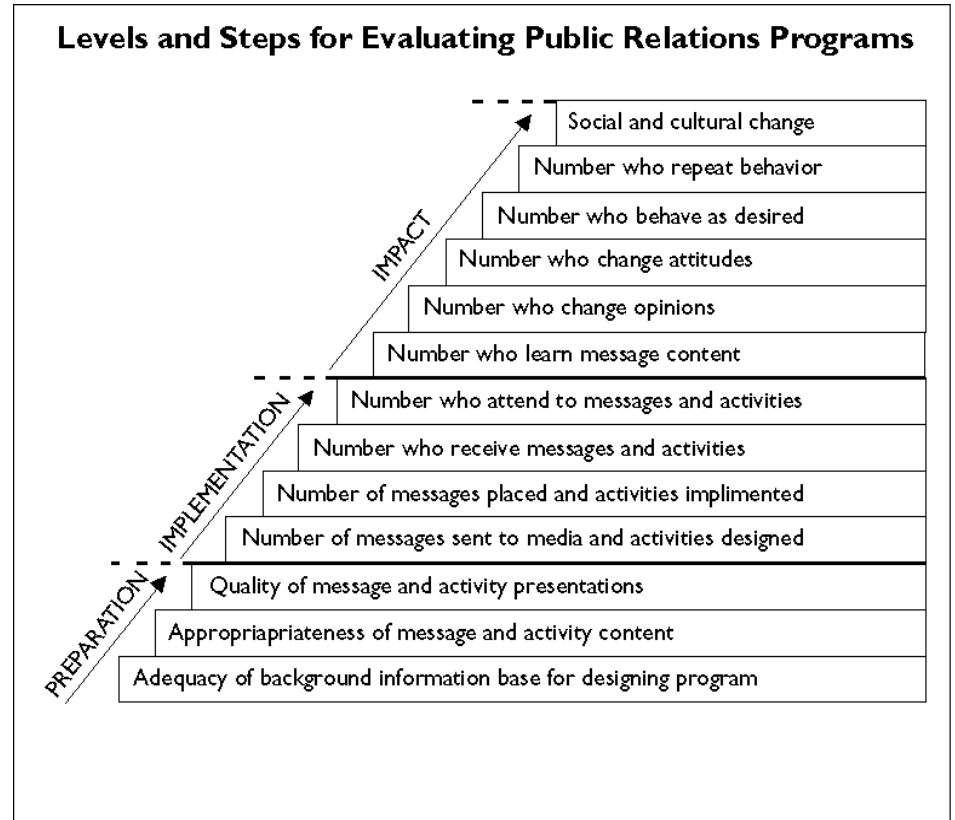 Levels and Steps for Evaluating Public Relations Programs
Social and cultural change
Number who repeat behavior
Number who behave as desired
Number who change attitudes
Number who change opinions
Number who learn message content
IMPACT
Number who attend to messages and activities
Number who receive messages and activities
Number of messages placed and activities implimented
Number of messages sent to media and activities designed
IMPLEMENTATION
Quality of message and activity presentations
Appropriapriateness of message and activity content
Adequacy of background information base for designing program
PREPARATION